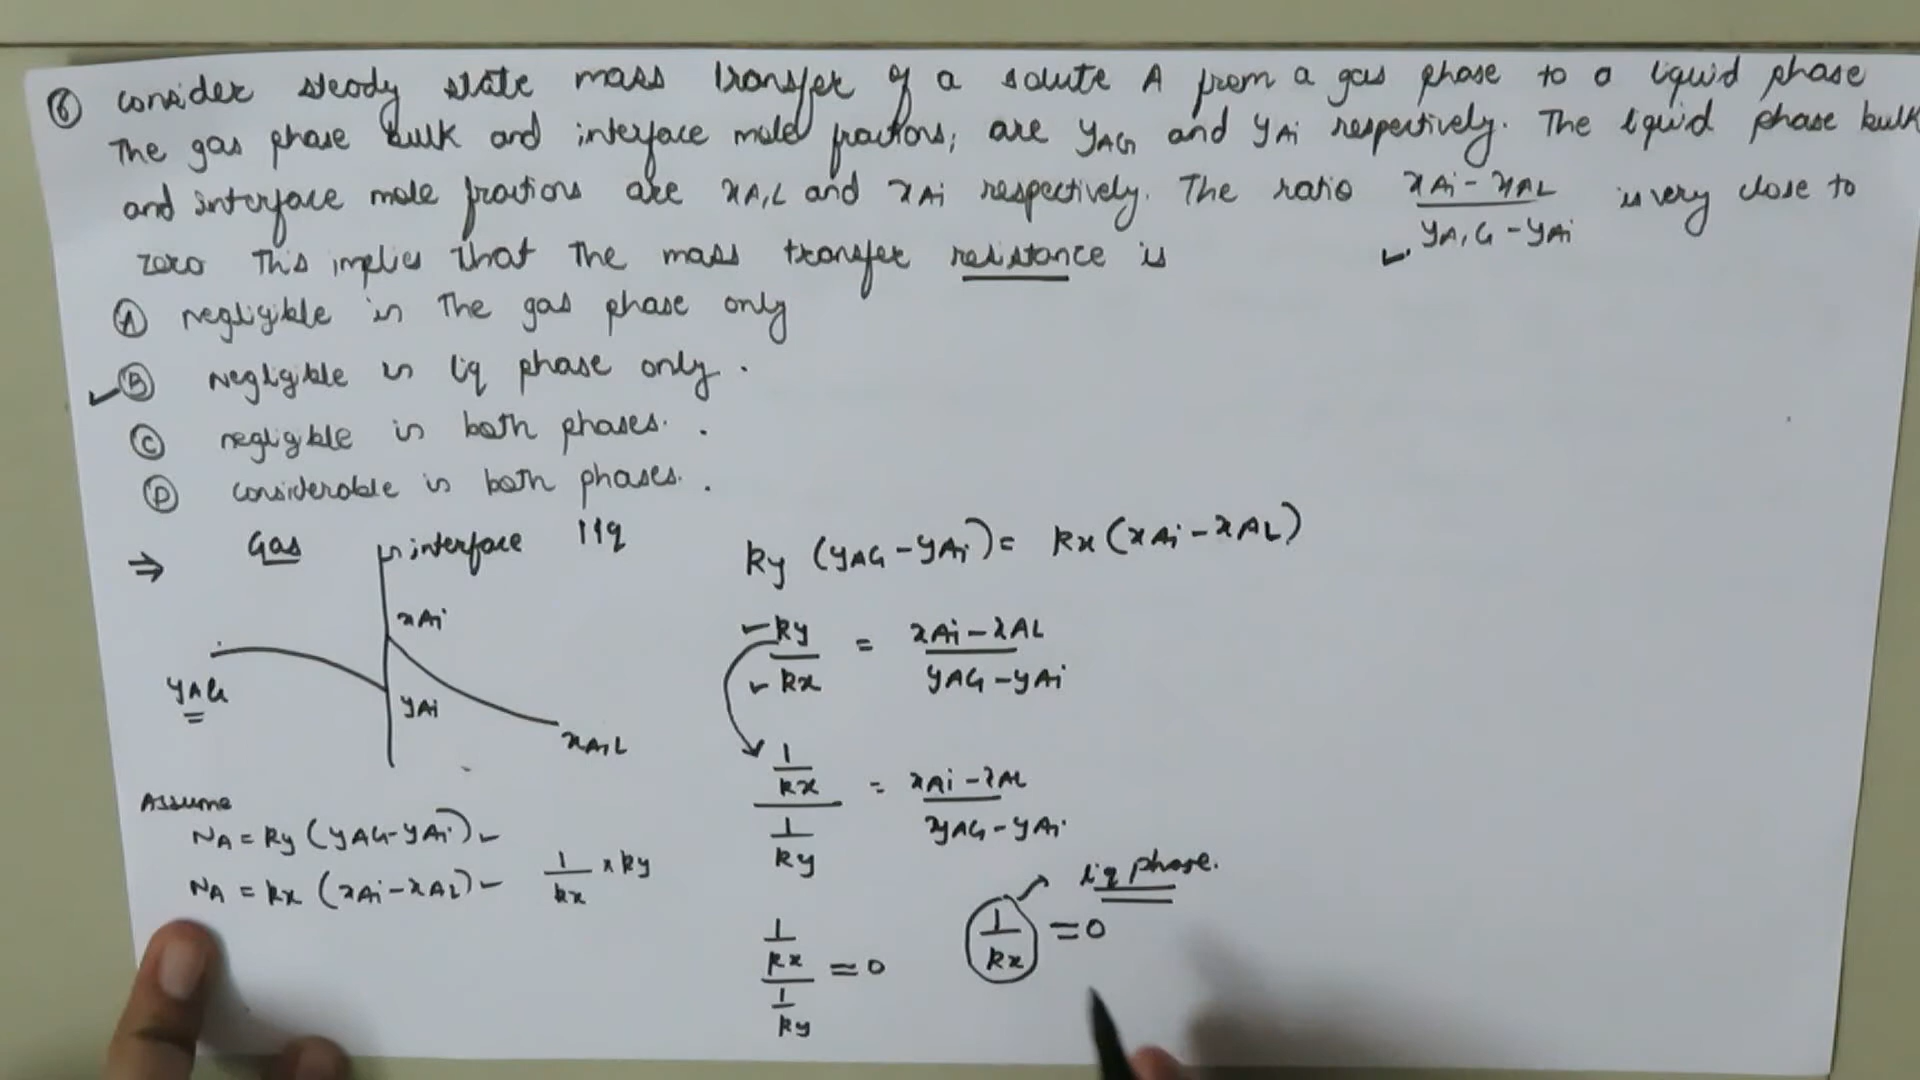 ⑥ consider steady state mass transfer of a solute A from a gas phase to a liquid phase
The gas phase bulk and interface mole fractions, are yAG and yAi respectively. The liquid phase bulk
and interface mole fractions are xA,L and xAi respectively. The ratio (xAi - xAL)/(yA,G - yAi) is very close to
zero This implies that the mass transfer resistance is
Ⓐ negligible in the gas phase only
Ⓑ Negligible in liq phase only.
Ⓒ negligible in both phases.
Ⓓ considerable in both phases.
⇒ Gas interface liq
xAi
yAG
yAi
xA,L
Assume
NA = ky (yAG - yAi)
NA = kx (xAi - xAL)
1/kx × ky
ky (yAG - yAi) = kx (xAi - xAL)
ky/kx = (xAi - xAL)/(yAG - yAi)
(1/kx)/(1/ky) = (xAi - xAL)/(yAG - yAi)
(1/kx)/(1/ky) = 0
1/kx = 0
liq phase.